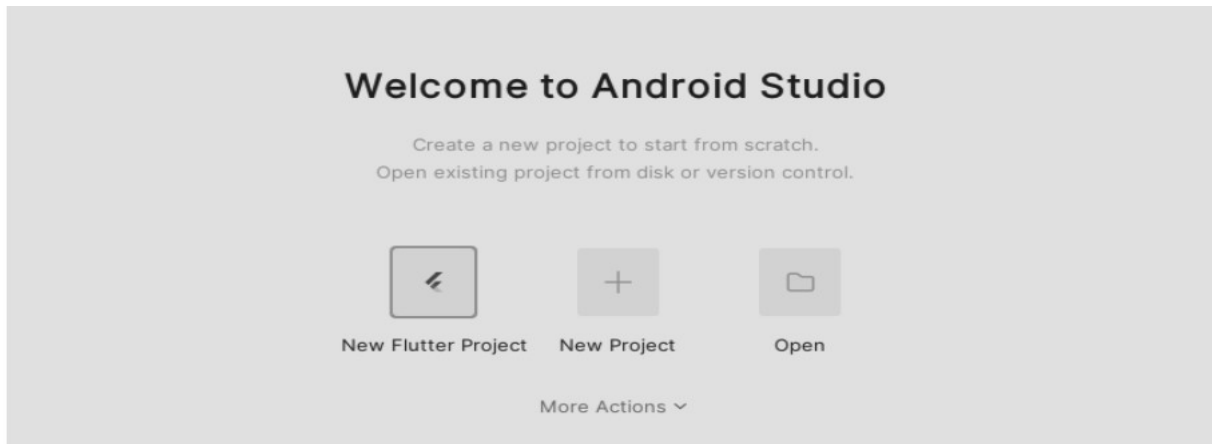 Welcome to Android Studio
Create a new project to start from scratch.
Open existing project from disk or version control.
New Flutter Project New Project Open
More Actions